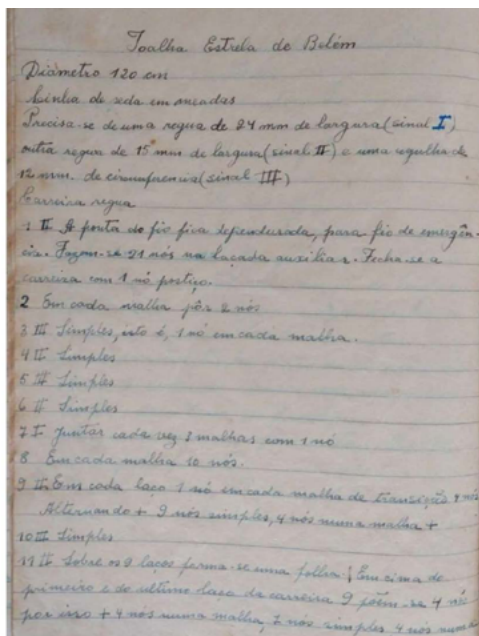 Toalha Estrela de Belém
Diâmetro 120 cm
Linha de seda em meadas
Precisa-se de uma regua de 24 mm de largura (sinal I)
outra regua de 15 mm de largura (sinal II) e uma agulha de
12 mm. de circumferencia (sinal III)
Carreira regua
1 II A ponta do fio fica dependurada, para fio de emergên-
cia. Fazem-se 21 nós na laçada auxiliar. Fecha-se a
carreira com 1 nó postiço.
2 Em cada malha pôr 2 nós
3 III Simples, isto é, 1 nó em cada malha.
4 II Simples
5 II Simples
6 II Simples
7 I Juntar cada vez 3 malhas com 1 nó
8 Em cada malha 10 nós.
9 II Em cada laço 1 nó em cada malha de transição 4 nós
Alternando + 9 nós simples, 4 nós numa malha +
10 II Simples
11 II Sobre os 9 laços forma-se uma folha: Em cima do
primeiro e do ultimo laço da carreira 9 põem-se 4 nós
por isso + 4 nós numa malha, 7 nós simples 4 nós numa